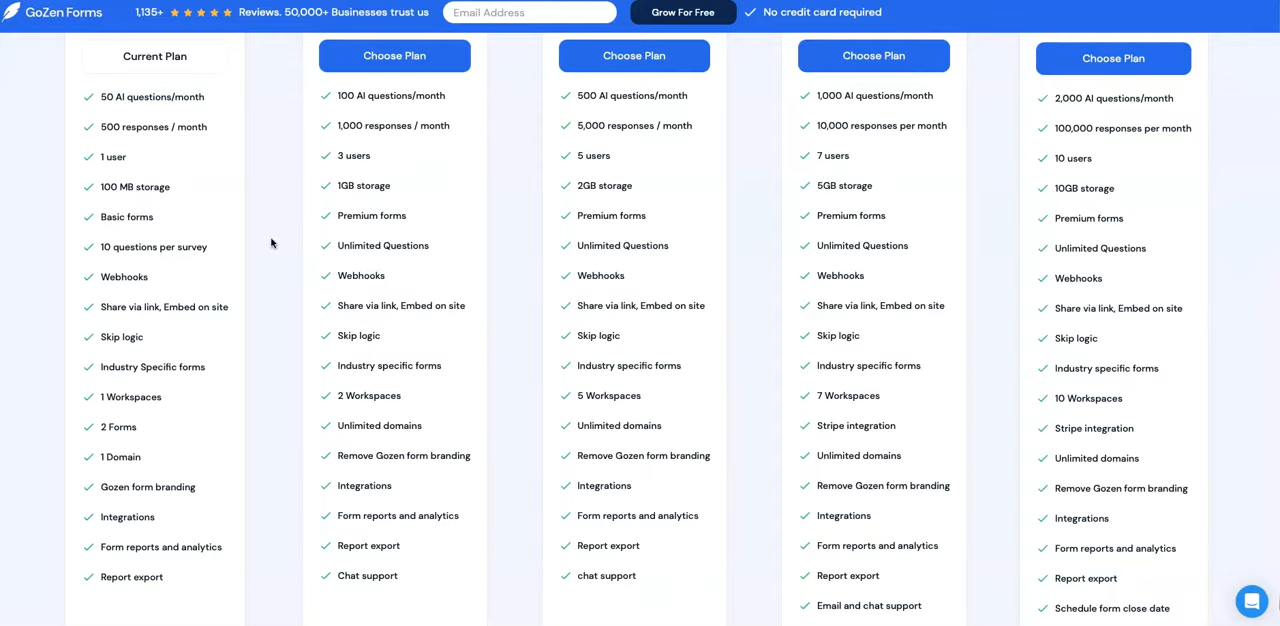 GoZen Forms
1,135+ Reviews. 50,000+ Businesses trust us
Email Address
Grow For Free
No credit card required
Current Plan
50 AI questions/month
500 responses / month
1 user
100 MB storage
Basic forms
10 questions per survey
Webhooks
Share via link, Embed on site
Skip logic
Industry Specific forms
1 Workspaces
2 Forms
1 Domain
Gozen form branding
Integrations
Form reports and analytics
Report export
Choose Plan
100 AI questions/month
1,000 responses / month
3 users
1GB storage
Premium forms
Unlimited Questions
Webhooks
Share via link, Embed on site
Skip logic
Industry specific forms
2 Workspaces
Unlimited domains
Remove Gozen form branding
Integrations
Form reports and analytics
Report export
Chat support
Choose Plan
500 AI questions/month
5,000 responses / month
5 users
2GB storage
Premium forms
Unlimited Questions
Webhooks
Share via link, Embed on site
Skip logic
Industry specific forms
5 Workspaces
Unlimited domains
Remove Gozen form branding
Integrations
Form reports and analytics
Report export
chat support
Choose Plan
1,000 AI questions/month
10,000 responses per month
7 users
5GB storage
Premium forms
Unlimited Questions
Webhooks
Share via link, Embed on site
Skip logic
Industry specific forms
7 Workspaces
Stripe integration
Unlimited domains
Remove Gozen form branding
Integrations
Form reports and analytics
Report export
Email and chat support
Choose Plan
2,000 AI questions/month
100,000 responses per month
10 users
10GB storage
Premium forms
Unlimited Questions
Webhooks
Share via link, Embed on site
Skip logic
Industry specific forms
10 Workspaces
Stripe integration
Unlimited domains
Remove Gozen form branding
Integrations
Form reports and analytics
Report export
Schedule form close date